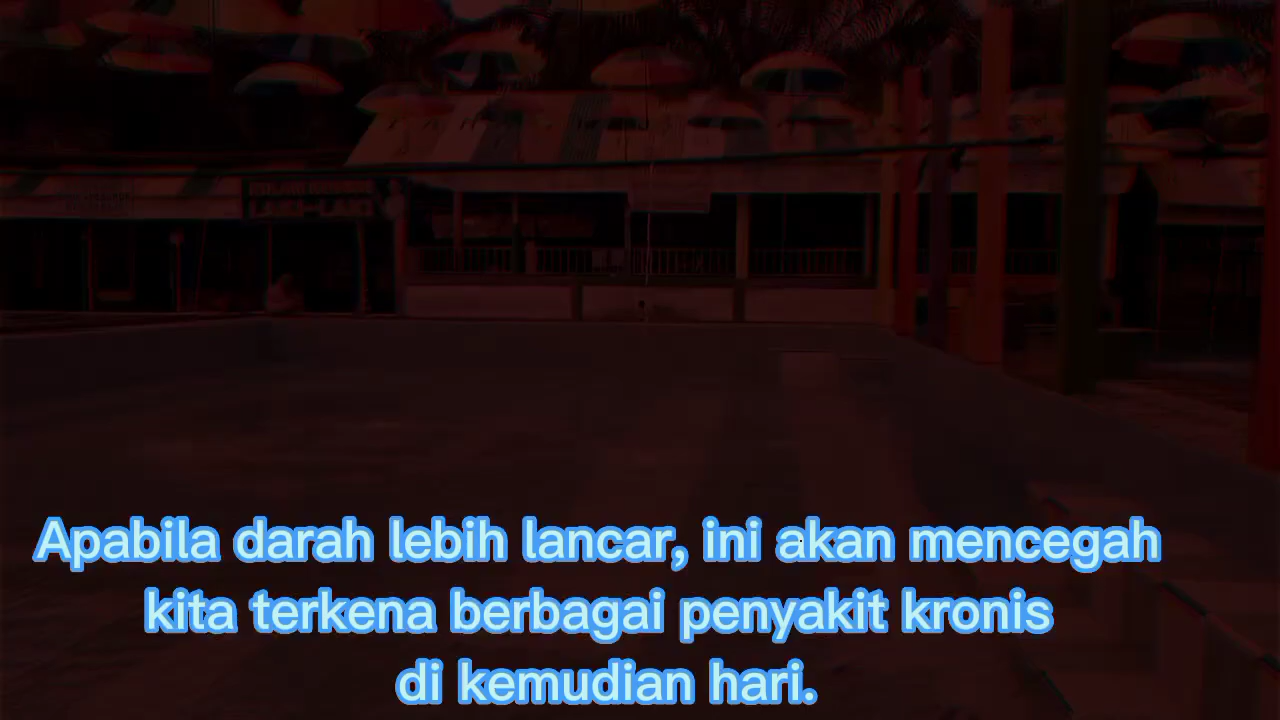 Apabila darah lebih lancar, ini akan mencegah
kita terkena berbagai penyakit kronis
di kemudian hari.